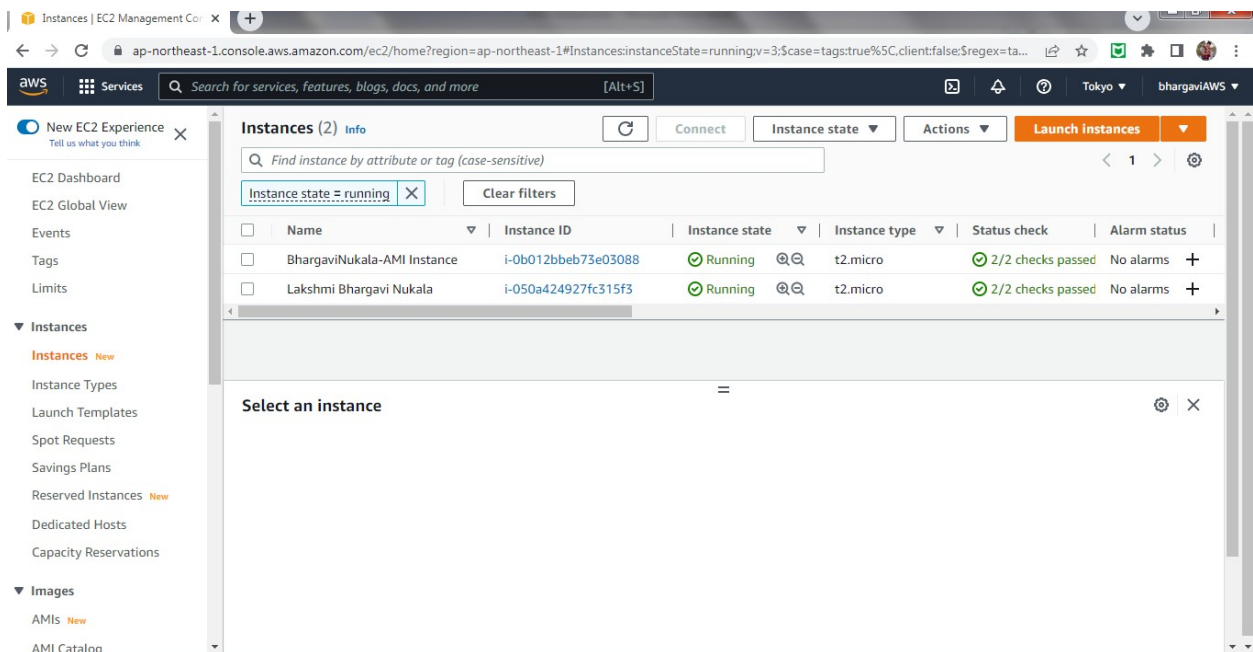 Instances | EC2 Management Cor
ap-northeast-1.console.aws.amazon.com/ec2/home?region=ap-northeast-1#Instances:instanceState=running;v=3;$case=tags:true%5C,client:false;$regex=ta...
aws Services Search for services, features, blogs, docs, and more [Alt+S] Tokyo bhargaviAWS
New EC2 Experience
Tell us what you think
EC2 Dashboard
EC2 Global View
Events
Tags
Limits
Instances
Instances New
Instance Types
Launch Templates
Spot Requests
Savings Plans
Reserved Instances New
Dedicated Hosts
Capacity Reservations
Images
AMIs New
AMI Catalog
Instances (2) Info Connect Instance state Actions Launch instances
Find instance by attribute or tag (case-sensitive) 1
Instance state = running Clear filters
Name Instance ID Instance state Instance type Status check Alarm status
BhargaviNukala-AMI Instance i-0b012bbeb73e03088 Running t2.micro 2/2 checks passed No alarms
Lakshmi Bhargavi Nukala i-050a424927fc315f3 Running t2.micro 2/2 checks passed No alarms
Select an instance